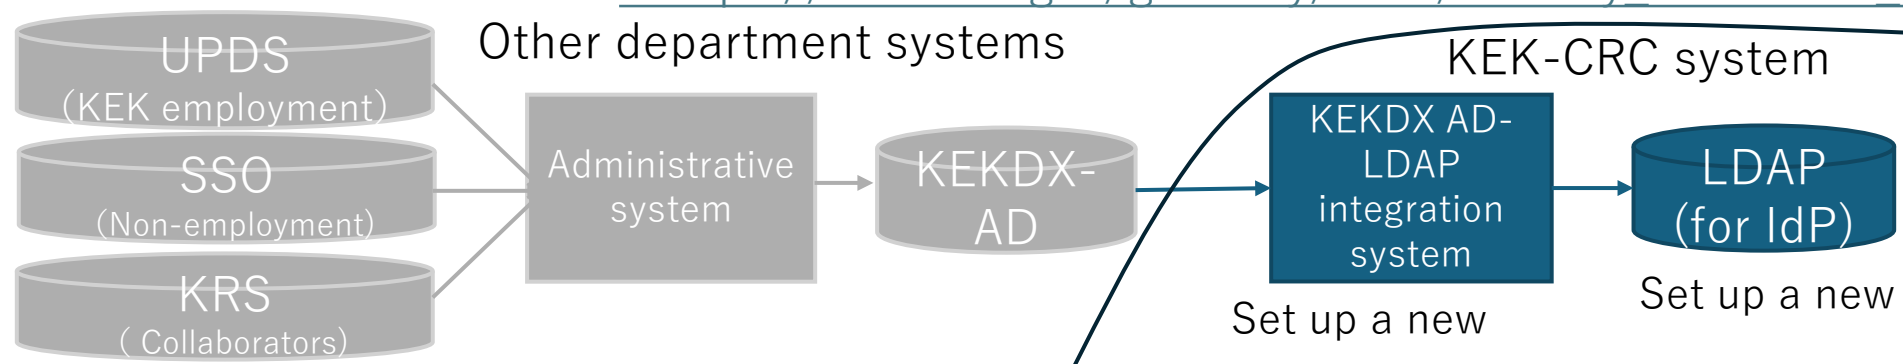 Other department systems
KEK-CRC system
UPDS
(KEK employment)
SSO
(Non-employment)
KRS
( Collaborators)
Administrative
system
KEKDX-
AD
KEKDX AD-
LDAP
integration
system
Set up a new
LDAP
(for IdP)
Set up a new